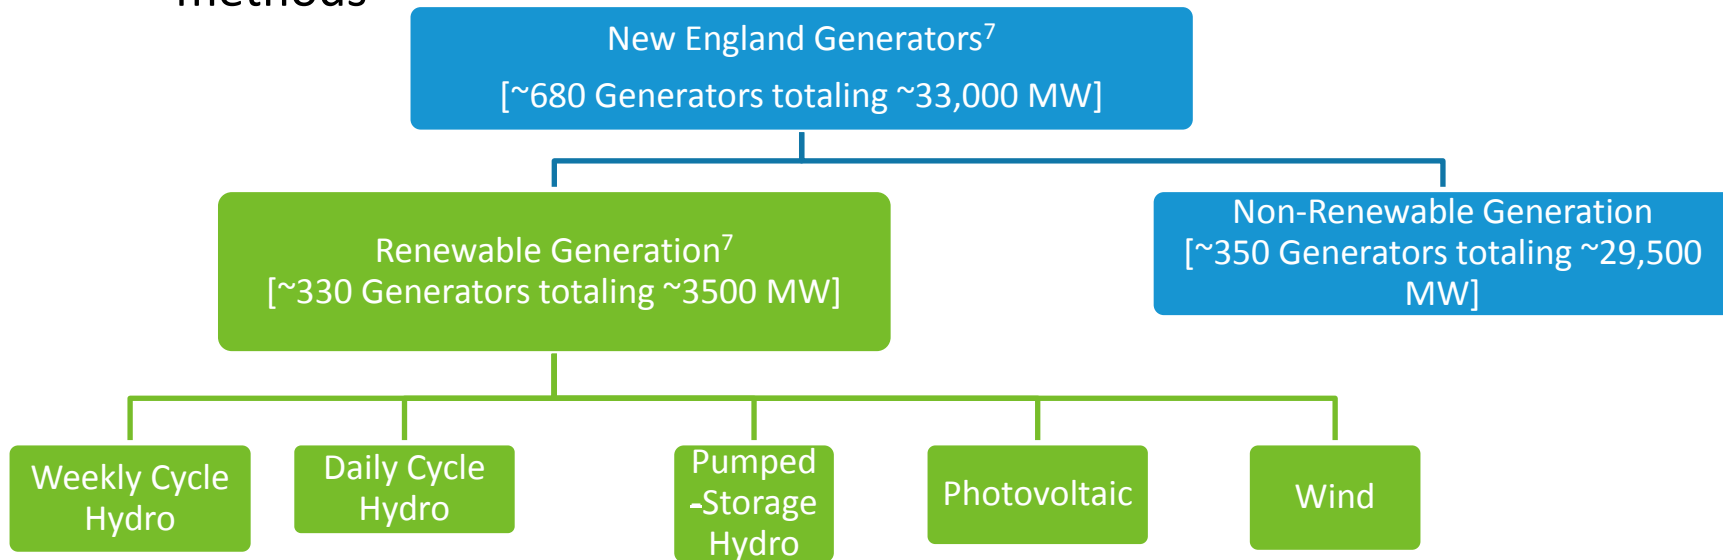 methods
New England Generators⁷
[~680 Generators totaling ~33,000 MW]
Renewable Generation⁷
[~330 Generators totaling ~3500 MW]
Non-Renewable Generation
[~350 Generators totaling ~29,500
MW]
Weekly Cycle
Hydro
Daily Cycle
Hydro
Pumped
-Storage
Hydro
Photovoltaic
Wind